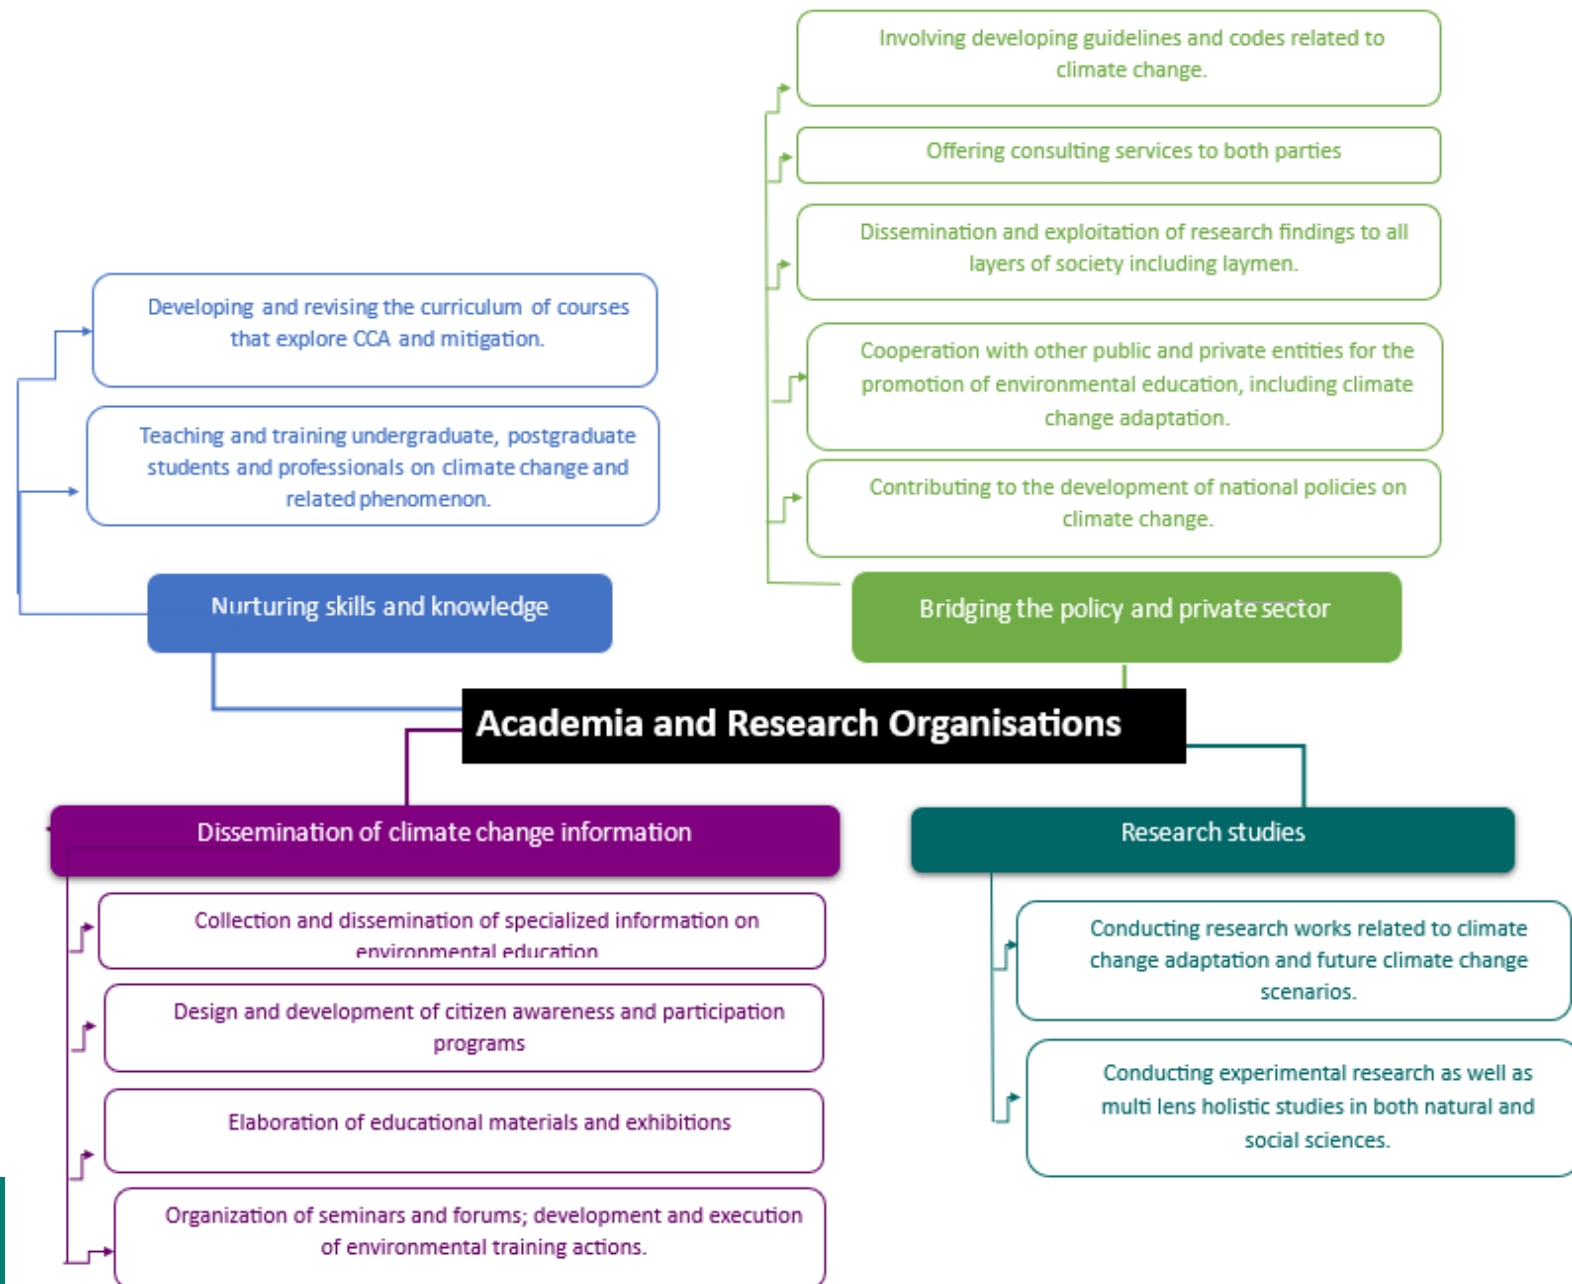 Involving developing guidelines and codes related to
climate change.
Offering consulting services to both parties
Dissemination and exploitation of research findings to all
layers of society including laymen.
Cooperation with other public and private entities for the
promotion of environmental education, including climate
change adaptation.
Contributing to the development of national policies on
climate change.
Bridging the policy and private sector
Developing and revising the curriculum of courses
that explore CCA and mitigation.
Teaching and training undergraduate, postgraduate
students and professionals on climate change and
related phenomenon.
Nurturing skills and knowledge
Academia and Research Organisations
Dissemination of climate change information
Collection and dissemination of specialized information on
environmental education
Design and development of citizen awareness and participation
programs
Elaboration of educational materials and exhibitions
Organization of seminars and forums; development and execution
of environmental training actions.
Research studies
Conducting research works related to climate
change adaptation and future climate change
scenarios.
Conducting experimental research as well as
multi lens holistic studies in both natural and
social sciences.